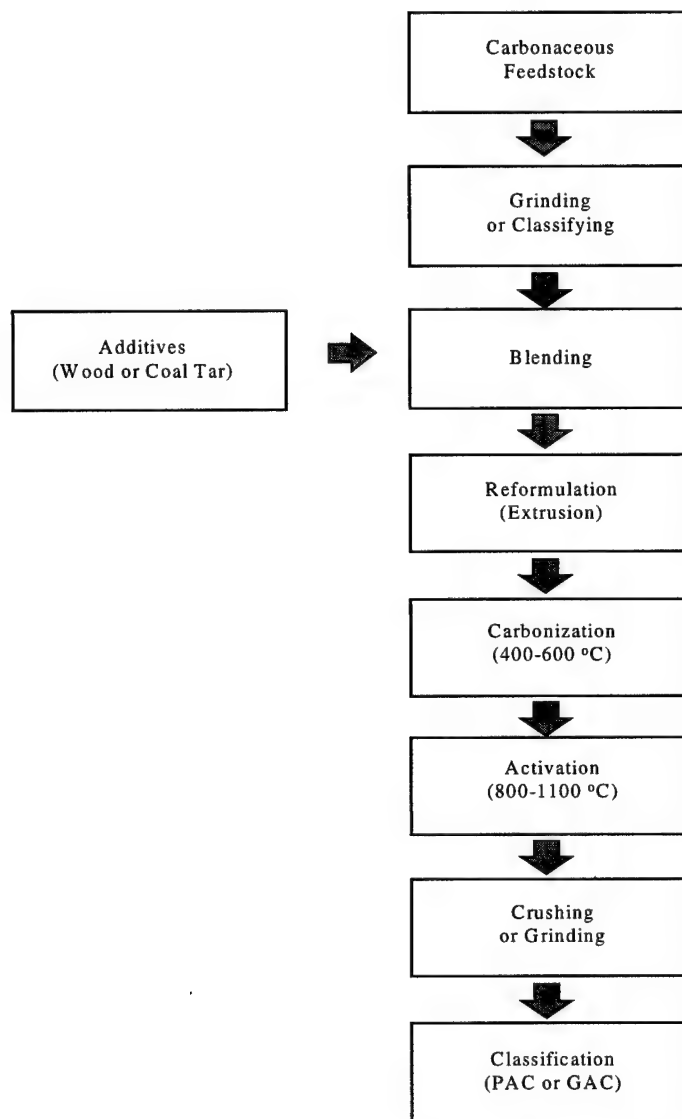 Carbonaceous
Feedstock
Grinding
or Classifying
Additives
(Wood or Coal Tar)
Blending
Reformulation
(Extrusion)
Carbonization
(400-600 ºC)
Activation
(800-1100 ºC)
Crushing
or Grinding
Classification
(PAC or GAC)